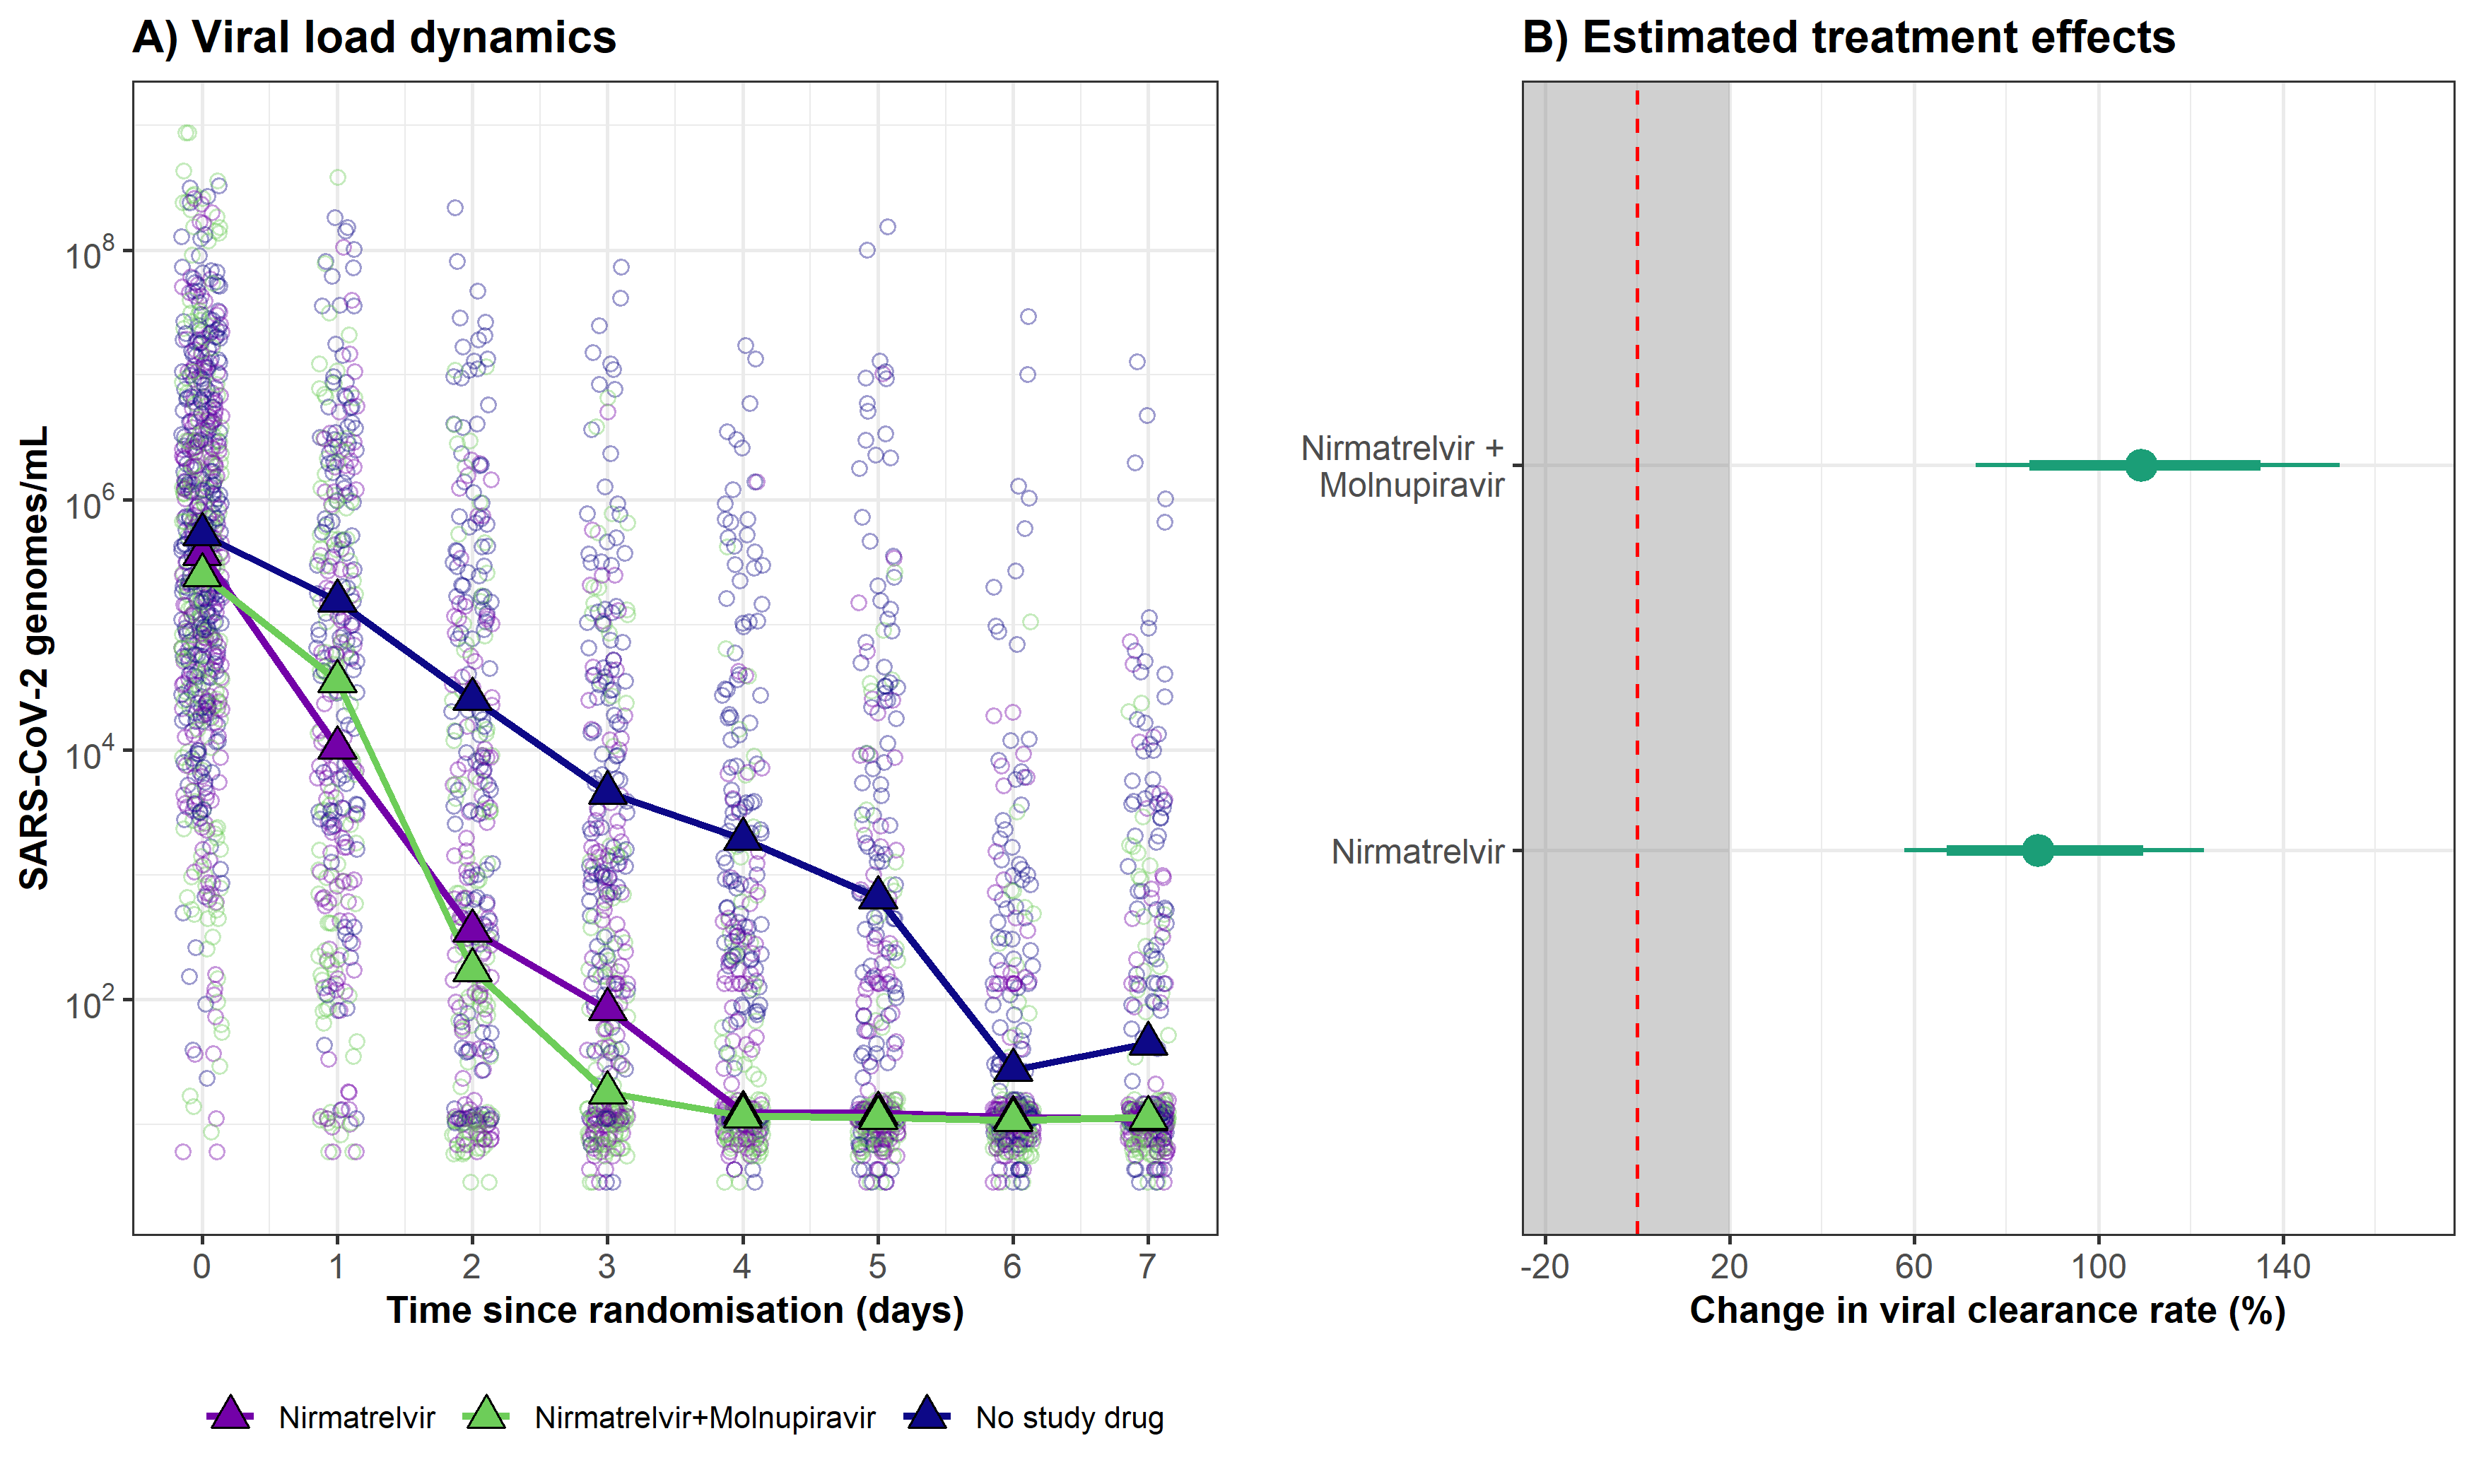 A) Viral load dynamics
SARS-CoV-2 genomes/mL
10^8
10^6
10^4
10^2
0 1 2 3 4 5 6 7
Time since randomisation (days)
Nirmatrelvir Nirmatrelvir+Molnupiravir No study drug
B) Estimated treatment effects
Nirmatrelvir +
Molnupiravir
Nirmatrelvir
-20 20 60 100 140
Change in viral clearance rate (%)